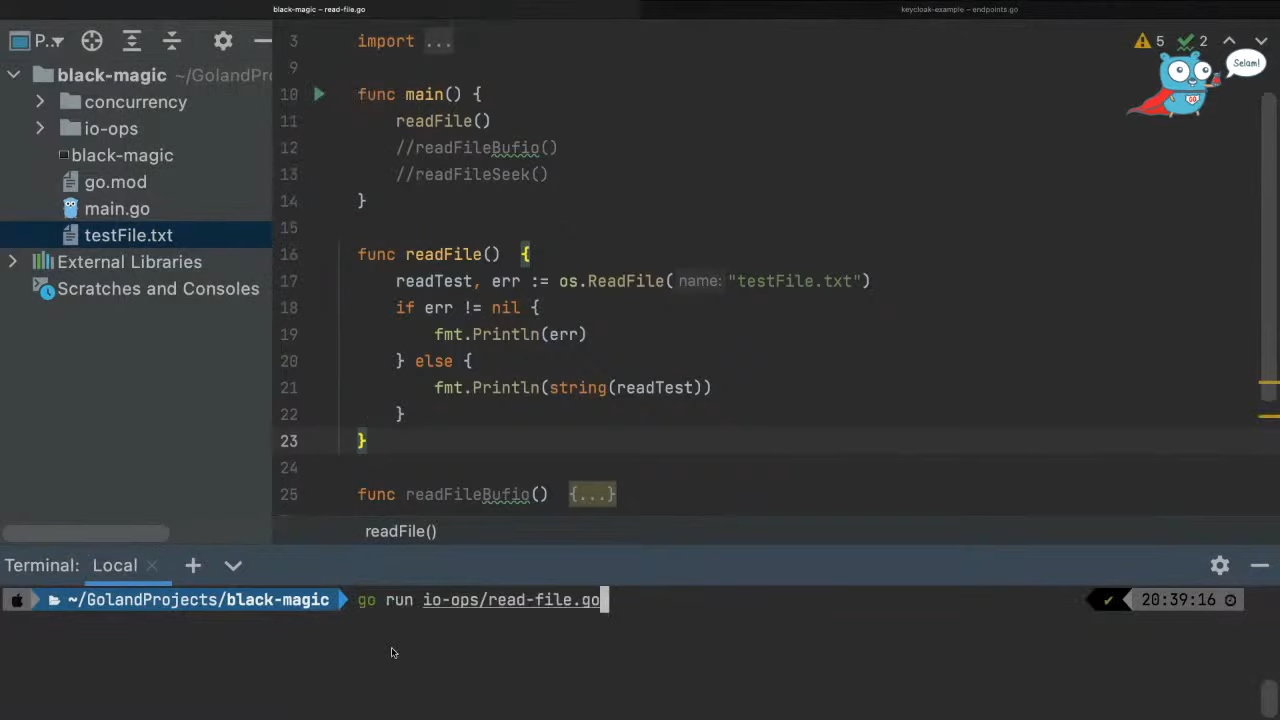 black-magic – read-file.go
keycloak-example – endpoints.go
P..
3 import ...
5 2
Selam!
black-magic ~/GolandPro
9
concurrency
10 func main() {
io-ops
11 readFile()
black-magic
12 //readFileBufio()
go.mod
13 //readFileSeek()
main.go
14 }
testFile.txt
15
External Libraries
16 func readFile() {
Scratches and Consoles
17 readTest, err := os.ReadFile( name: "testFile.txt")
18 if err != nil {
19 fmt.Println(err)
20 } else {
21 fmt.Println(string(readTest))
22 }
23 }
24
25 func readFileBufio() {...}
readFile()
Terminal: Local
~/GolandProjects/black-magic go run io-ops/read-file.go
20:39:16